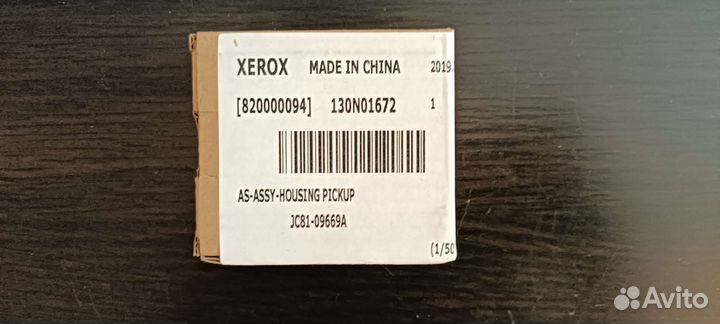 XEROX MADE IN CHINA 2019.
[820000094] 130N01672 1
AS-ASSY-HOUSING PICKUP
JC81-09669A
(1/50
Avito